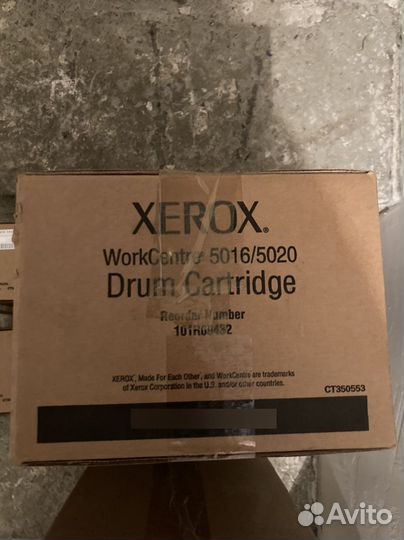 XEROX®
WorkCentre 5016/5020
Drum Cartridge
Reorder Number
101R00432
XEROX, Made For Each Other, and WorkCentre are trademarks
of Xerox Corporation in the U.S. and/or other countries.
CT350553
Avito